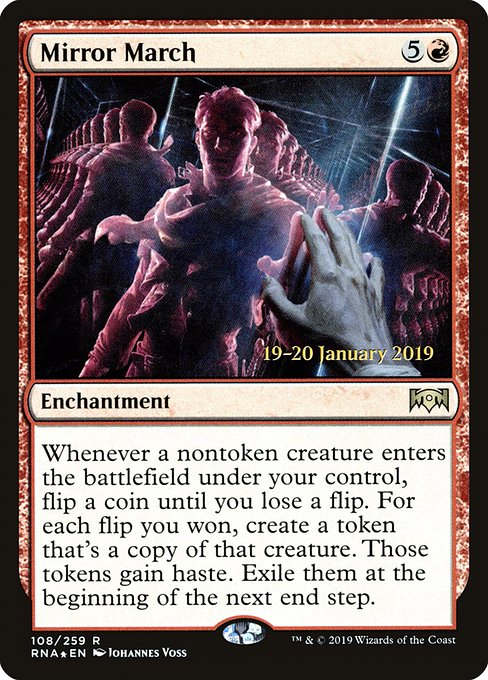 Mirror March
5
19–20 January 2019
Enchantment
Whenever a nontoken creature enters
the battlefield under your control,
flip a coin until you lose a flip. For
each flip you won, create a token
that's a copy of that creature. Those
tokens gain haste. Exile them at the
beginning of the next end step.
108/259 R
RNA★EN Johannes Voss
™ & © 2019 Wizards of the Coast